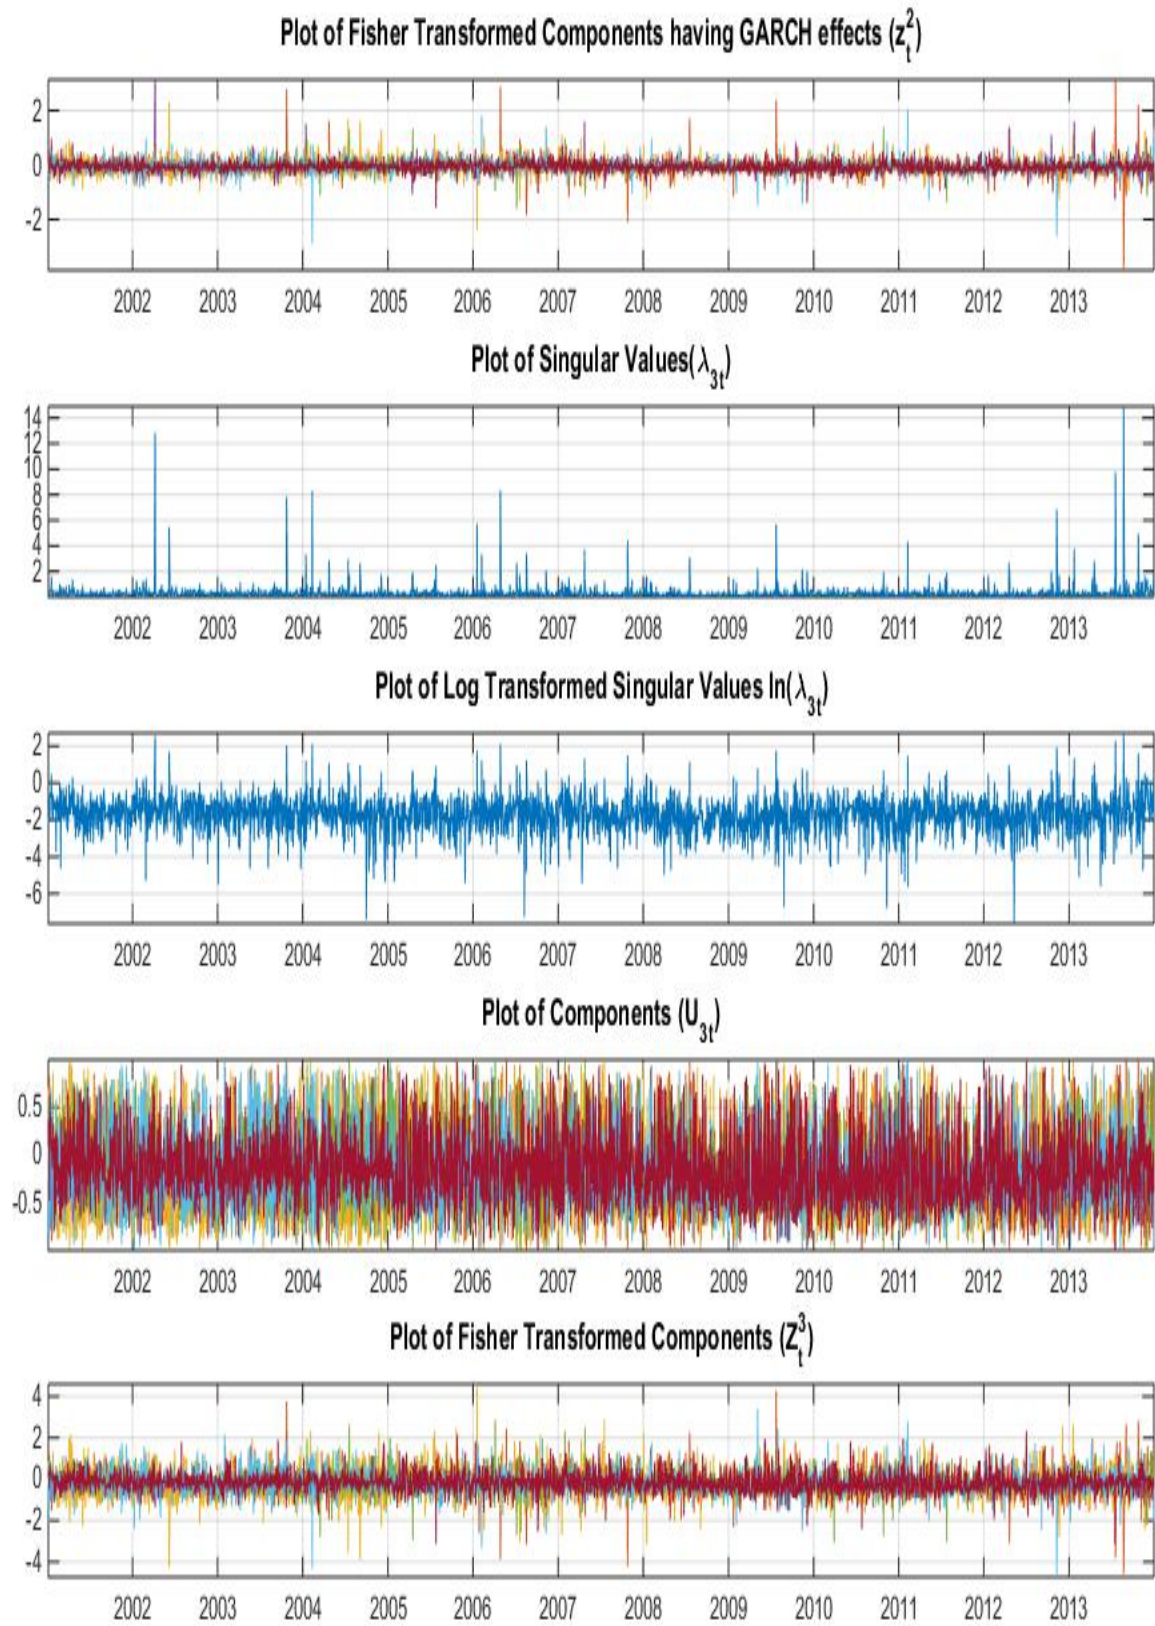 Plot of Fisher Transformed Components having GARCH effects (z_t^2)
2
0
-2
2002 2003 2004 2005 2006 2007 2008 2009 2010 2011 2012 2013
Plot of Singular Values(λ_3t)
14
12
10
8
6
4
2
2002 2003 2004 2005 2006 2007 2008 2009 2010 2011 2012 2013
Plot of Log Transformed Singular Values ln(λ_3t)
2
0
-2
-4
-6
2002 2003 2004 2005 2006 2007 2008 2009 2010 2011 2012 2013
Plot of Components (U_3t)
0.5
0
-0.5
2002 2003 2004 2005 2006 2007 2008 2009 2010 2011 2012 2013
Plot of Fisher Transformed Components (Z_t^3)
4
2
0
-2
-4
2002 2003 2004 2005 2006 2007 2008 2009 2010 2011 2012 2013